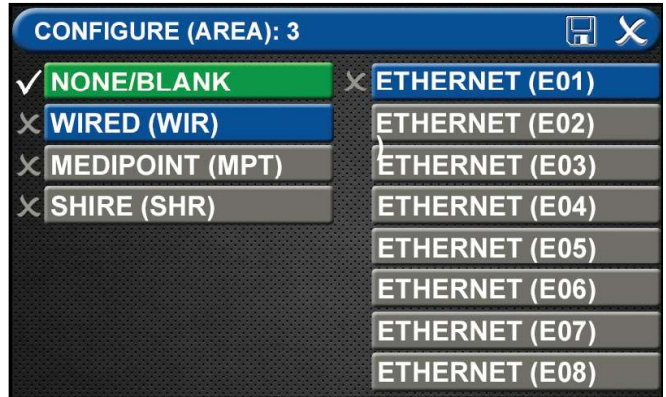 CONFIGURE (AREA): 3
NONE/BLANK
WIRED (WIR)
MEDIPOINT (MPT)
SHIRE (SHR)
ETHERNET (E01)
ETHERNET (E02)
)
ETHERNET (E03)
ETHERNET (E04)
ETHERNET (E05)
ETHERNET (E06)
ETHERNET (E07)
ETHERNET (E08)